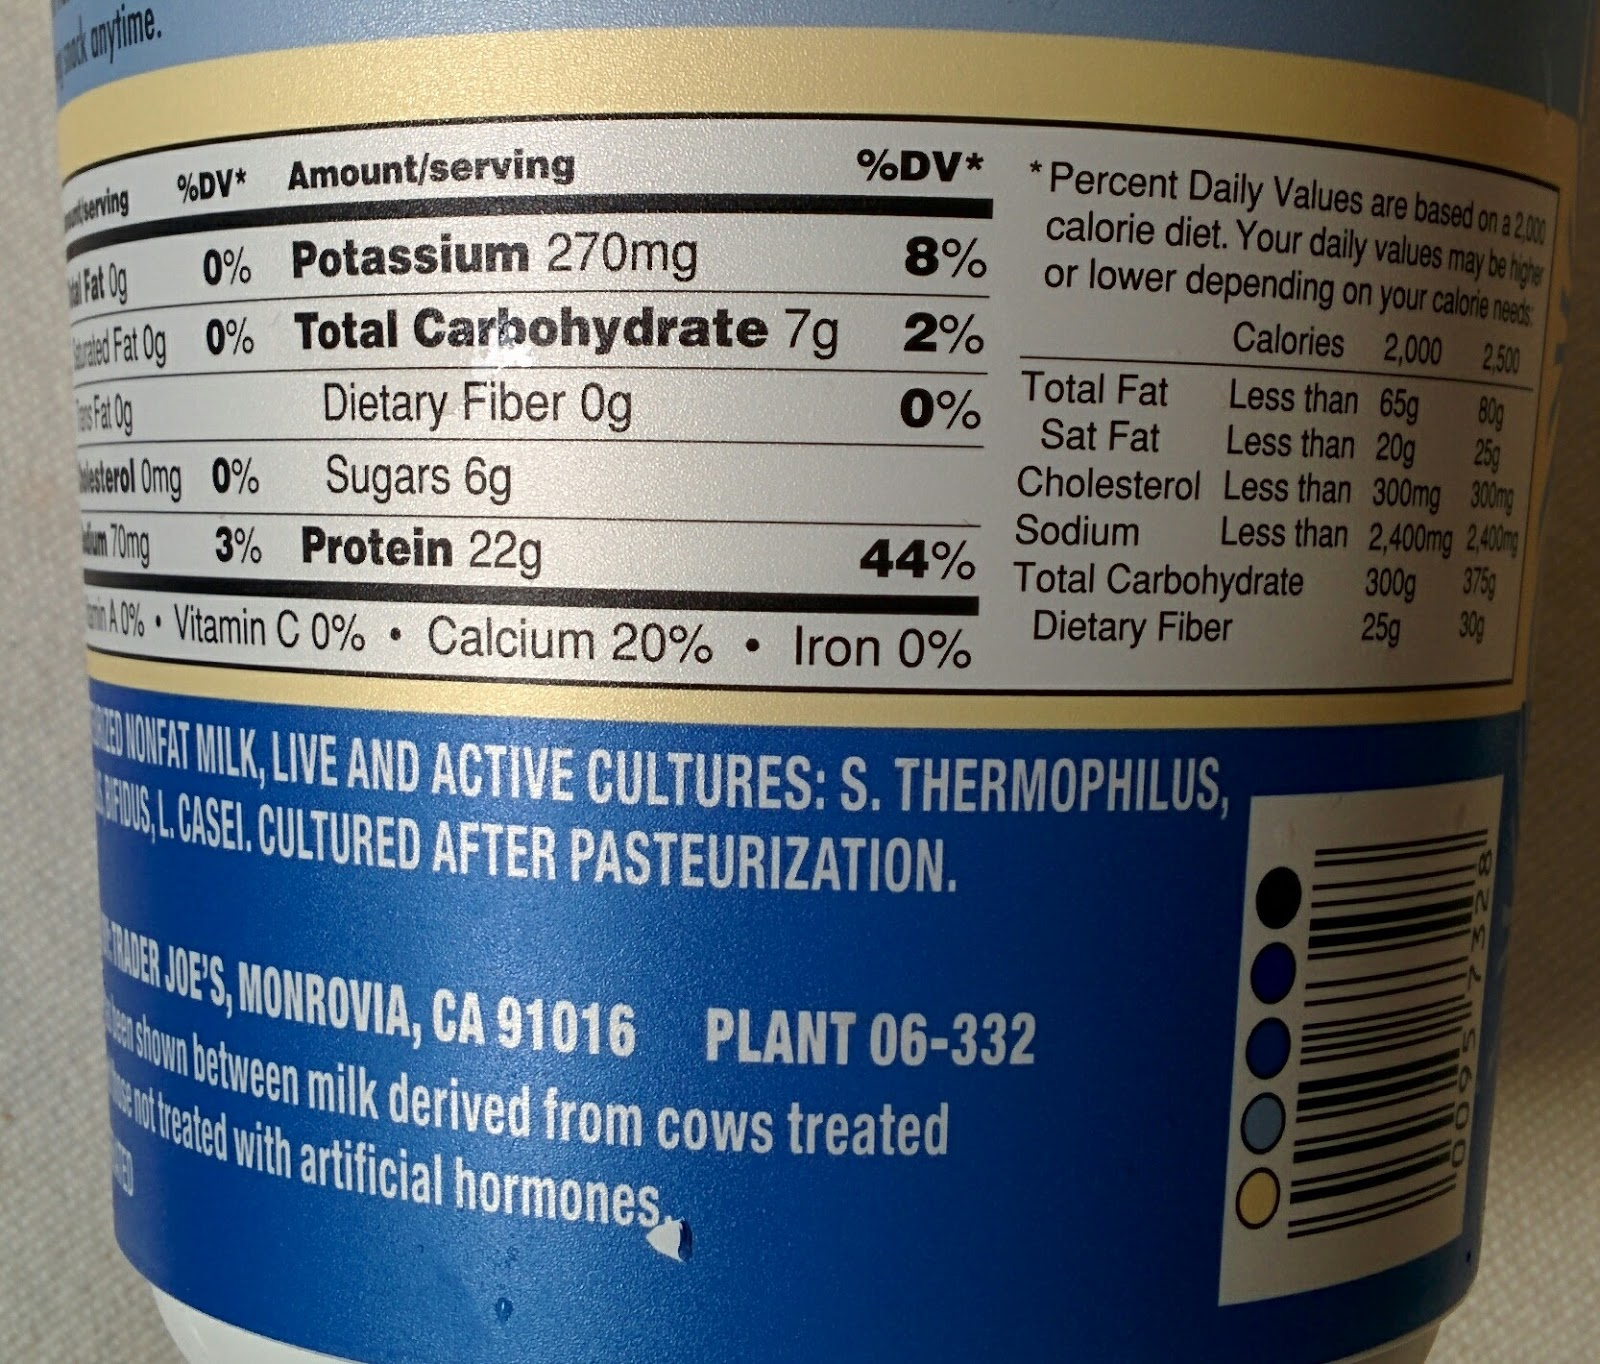 snack anytime.
%DV* Amount/serving %DV*
Fat 0g 0% Potassium 270mg 8%
Fat 0g 0% Total Carbohydrate 7g 2%
Fat 0g Dietary Fiber 0g 0%
0mg 0% Sugars 6g
70mg 3% Protein 22g 44%
A 0% • Vitamin C 0% • Calcium 20% • Iron 0%
* Percent Daily Values are based on a 2,000
calorie diet. Your daily values may be higher
or lower depending on your calorie needs:
Calories 2,000 2,500
Total Fat Less than 65g 80g
Sat Fat Less than 20g 25g
Cholesterol Less than 300mg 300mg
Sodium Less than 2,400mg 2,400mg
Total Carbohydrate 300g 375g
Dietary Fiber 25g 30g
NONFAT MILK, LIVE AND ACTIVE CULTURES: S. THERMOPHILUS,
BIFIDUS, L. CASEI. CULTURED AFTER PASTEURIZATION.
TRADER JOE'S, MONROVIA, CA 91016 PLANT 06-332
been shown between milk derived from cows treated
those not treated with artificial hormones.
0095 7328